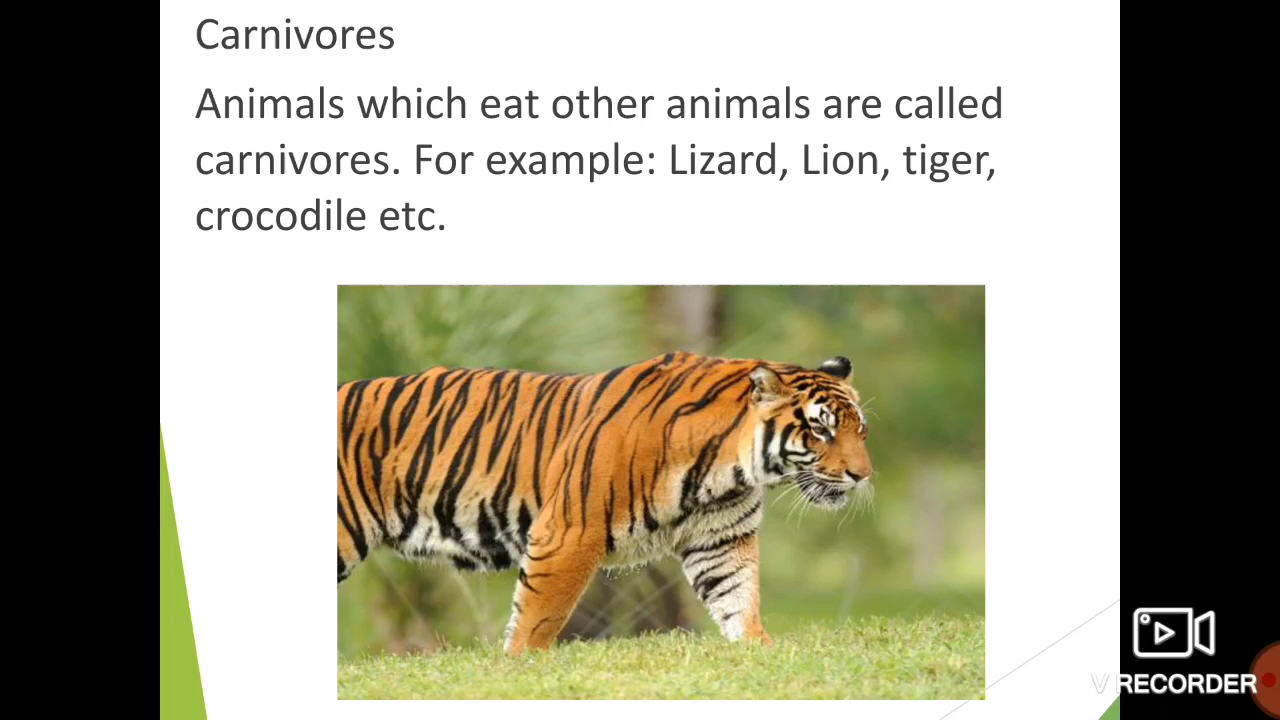 Carnivores
Animals which eat other animals are called
carnivores. For example: Lizard, Lion, tiger,
crocodile etc.
V RECORDER